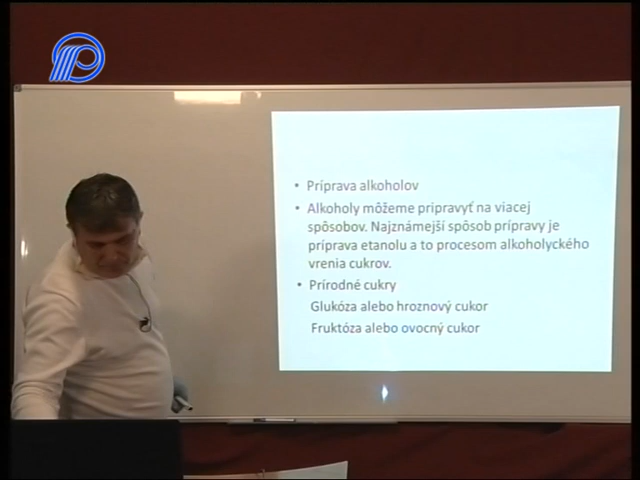 • Príprava alkoholov
• Alkoholy môžeme pripravyť na viacej
spôsobov. Najznámejší spôsob prípravy je
príprava etanolu a to procesom alkoholyckého
vrenia cukrov.
• Prírodné cukry
Glukóza alebo hroznový cukor
Fruktóza alebo ovocný cukor